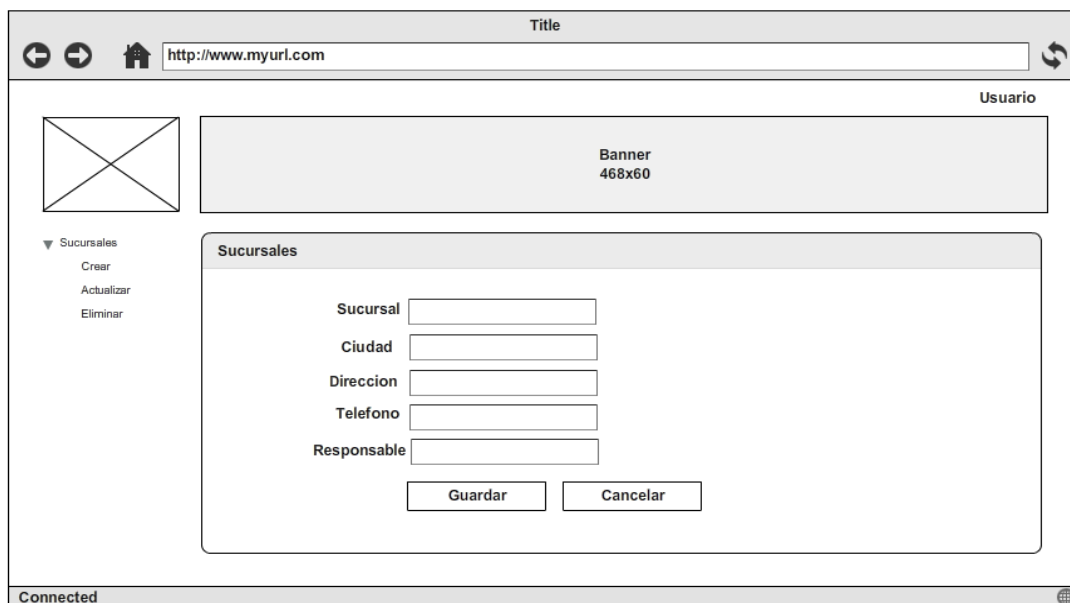 Title
http://www.myurl.com
Usuario
Banner
468x60
Sucursales
Crear
Actualizar
Eliminar
Sucursales
Sucursal
Ciudad
Direccion
Telefono
Responsable
Guardar
Cancelar
Connected